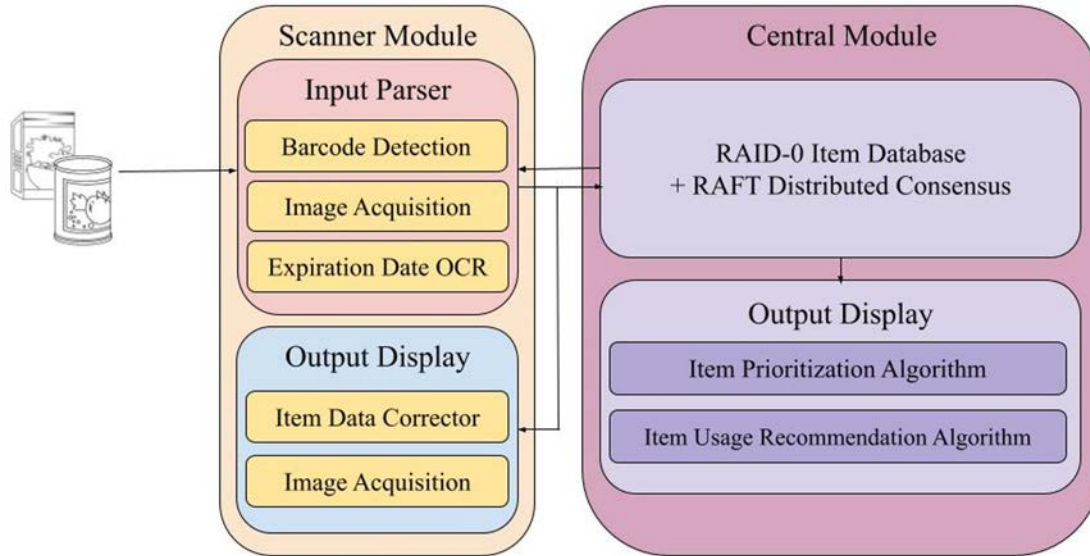 Scanner Module
Input Parser
Barcode Detection
Image Acquisition
Expiration Date OCR
Output Display
Item Data Corrector
Image Acquisition
Central Module
RAID-0 Item Database
+ RAFT Distributed Consensus
Output Display
Item Prioritization Algorithm
Item Usage Recommendation Algorithm